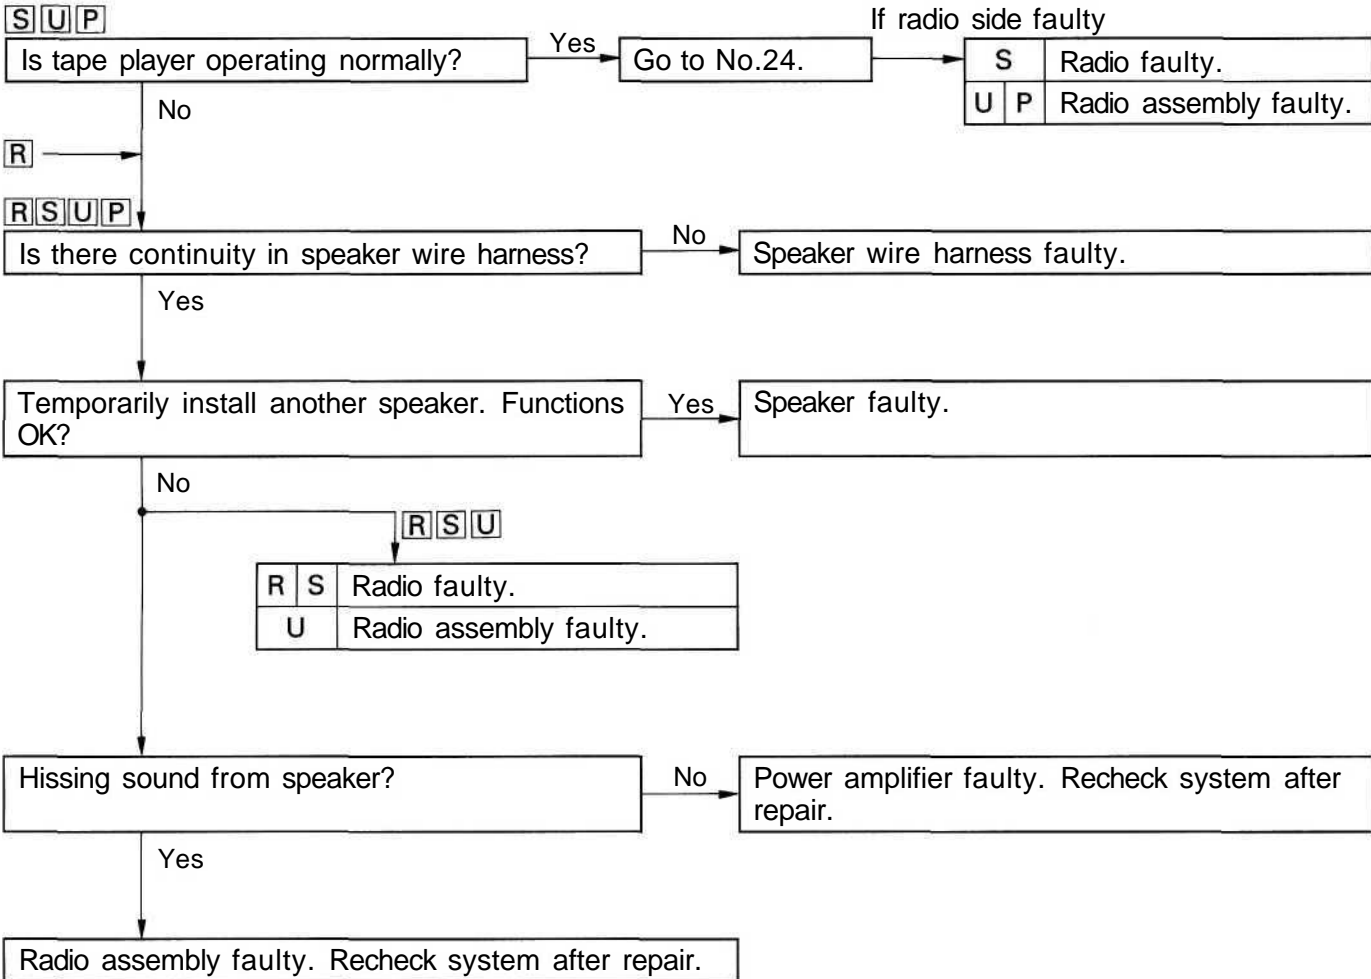 SUP
If radio side faulty
Is tape player operating normally?
Yes
Go to No.24.
S Radio faulty.
U P Radio assembly faulty.
No
R
RSUP
Is there continuity in speaker wire harness?
No
Speaker wire harness faulty.
Yes
Temporarily install another speaker. Functions
OK?
Yes
Speaker faulty.
No
RSU
R S Radio faulty.
U Radio assembly faulty.
Hissing sound from speaker?
No
Power amplifier faulty. Recheck system after
repair.
Yes
Radio assembly faulty. Recheck system after repair.